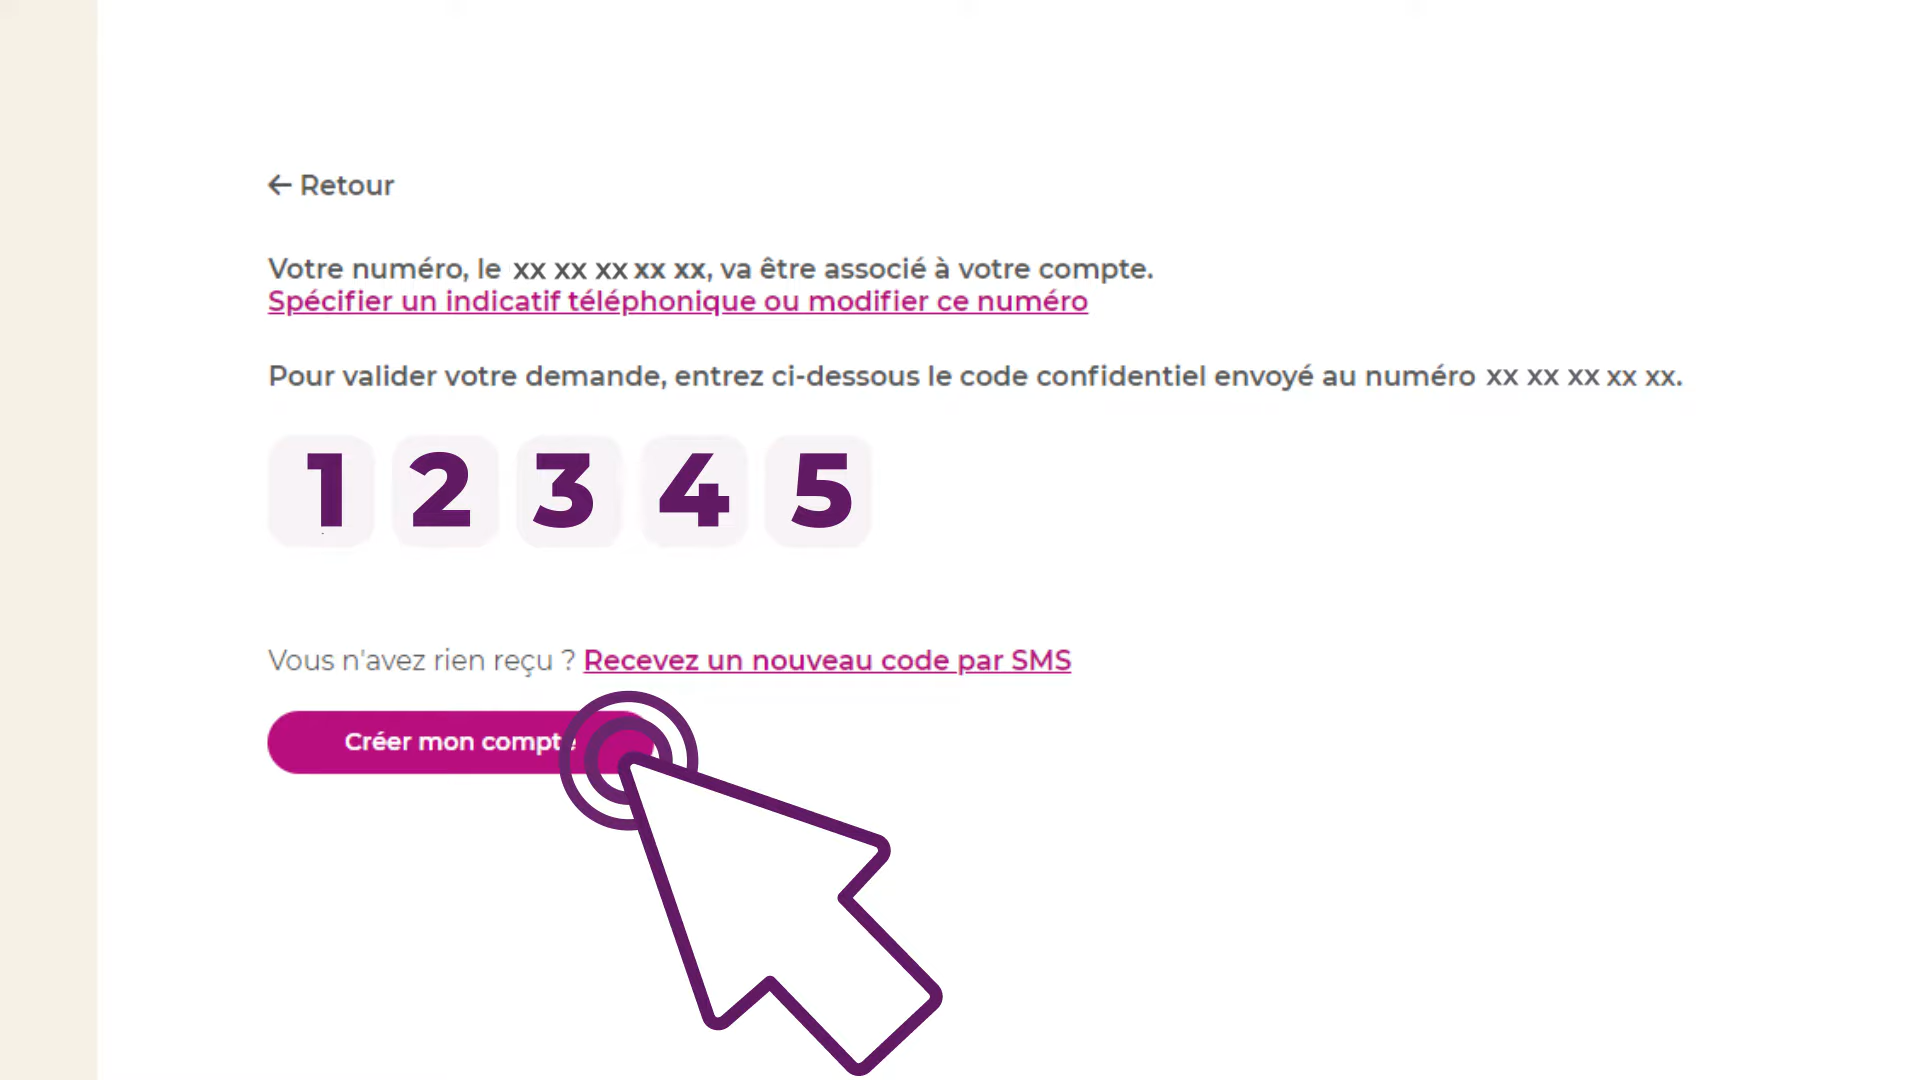 ← Retour
Votre numéro, le xx xx xx xx xx, va être associé à votre compte.
Spécifier un indicatif téléphonique ou modifier ce numéro
Pour valider votre demande, entrez ci-dessous le code confidentiel envoyé au numéro xx xx xx xx xx.
1 2 3 4 5
Vous n'avez rien reçu ? Recevez un nouveau code par SMS
Créer mon compte